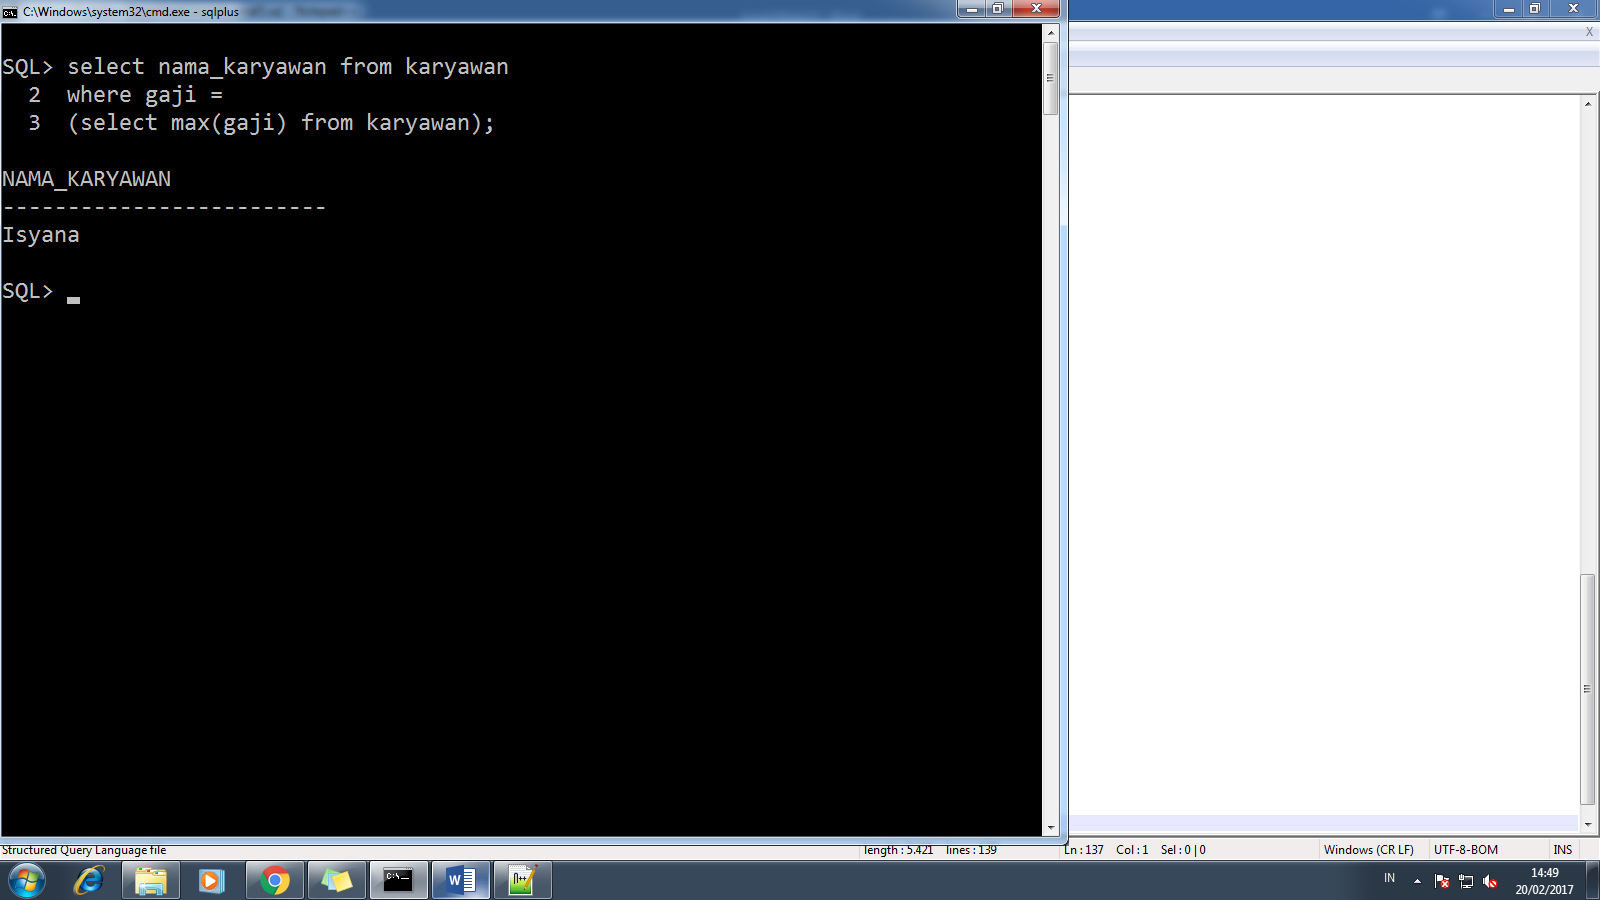 C:\Windows\system32\cmd.exe - sqlplus
SQL> select nama_karyawan from karyawan
2 where gaji =
3 (select max(gaji) from karyawan);
NAMA_KARYAWAN
-------------------------
Isyana
SQL>
Structured Query Language file
length : 5.421 lines : 139
Ln : 137 Col : 1 Sel : 0 | 0
Windows (CR LF)
UTF-8-BOM
INS
IN
14:49
20/02/2017